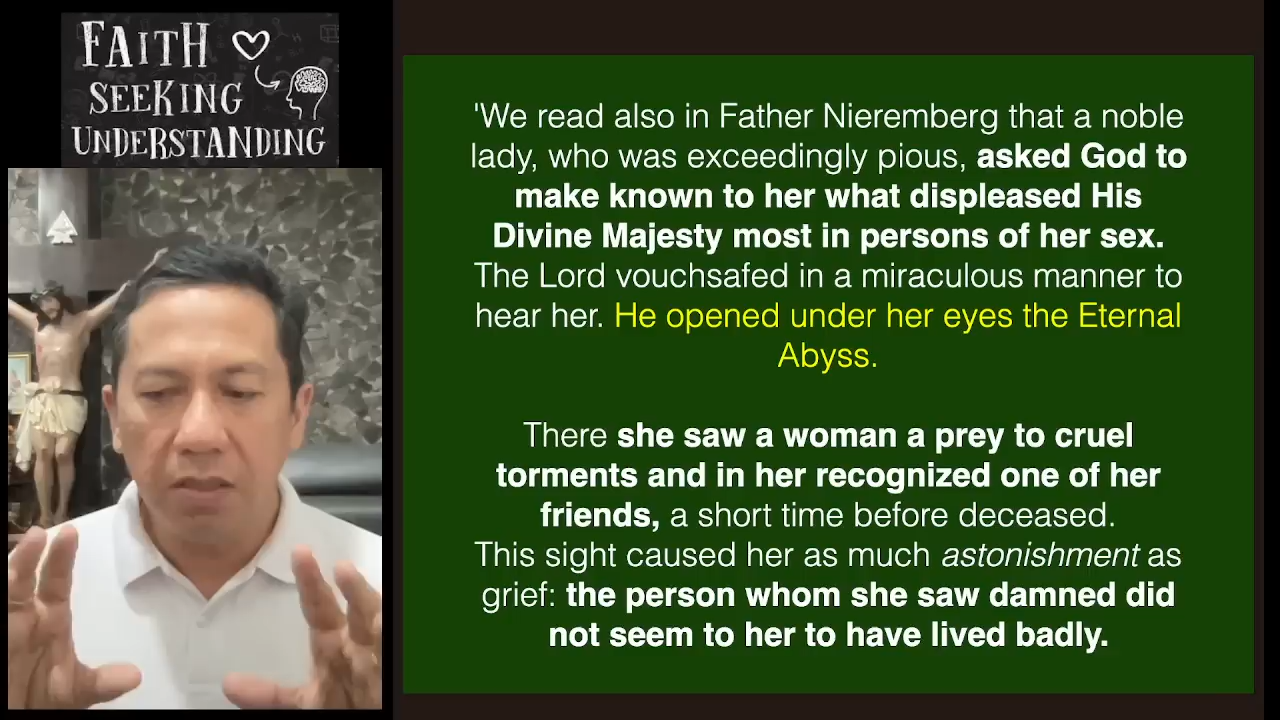 FAITH
SEEKING
UNDERSTANDING
'We read also in Father Nieremberg that a noble
lady, who was exceedingly pious, asked God to
make known to her what displeased His
Divine Majesty most in persons of her sex.
The Lord vouchsafed in a miraculous manner to
hear her. He opened under her eyes the Eternal
Abyss.
There she saw a woman a prey to cruel
torments and in her recognized one of her
friends, a short time before deceased.
This sight caused her as much astonishment as
grief: the person whom she saw damned did
not seem to her to have lived badly.